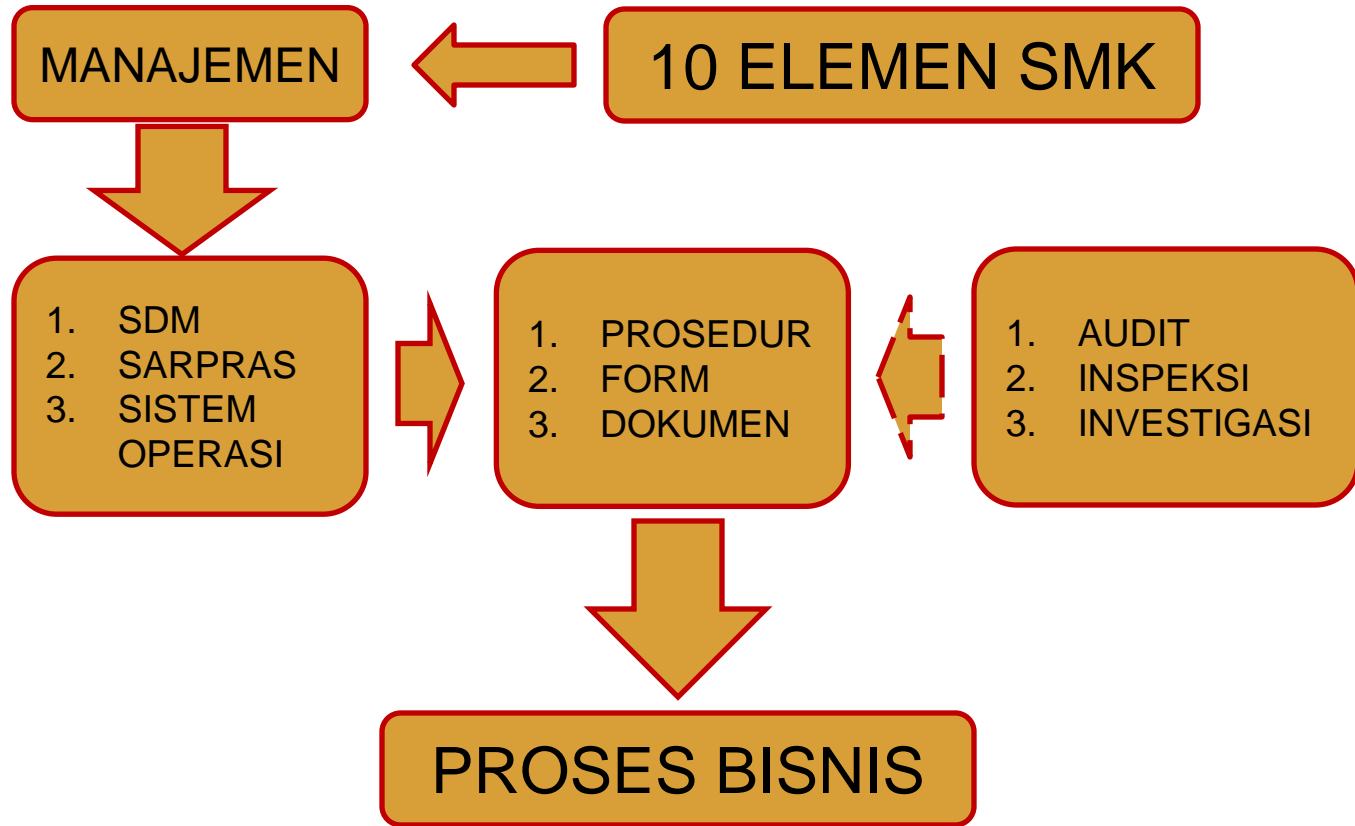 MANAJEMEN
10 ELEMEN SMK
1. SDM
2. SARPRAS
3. SISTEM
OPERASI
1. PROSEDUR
2. FORM
3. DOKUMEN
1. AUDIT
2. INSPEKSI
3. INVESTIGASI
PROSES BISNIS